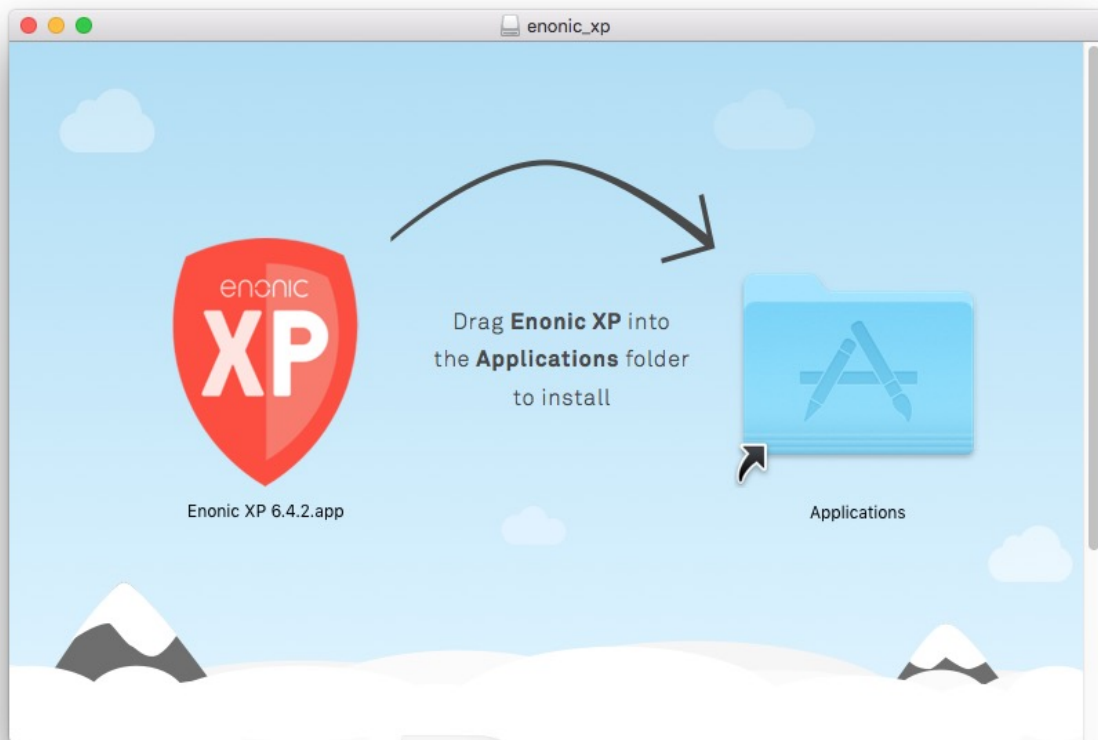 enonic_xp
enonic
XP
Drag Enonic XP into
the Applications folder
to install
Enonic XP 6.4.2.app
Applications